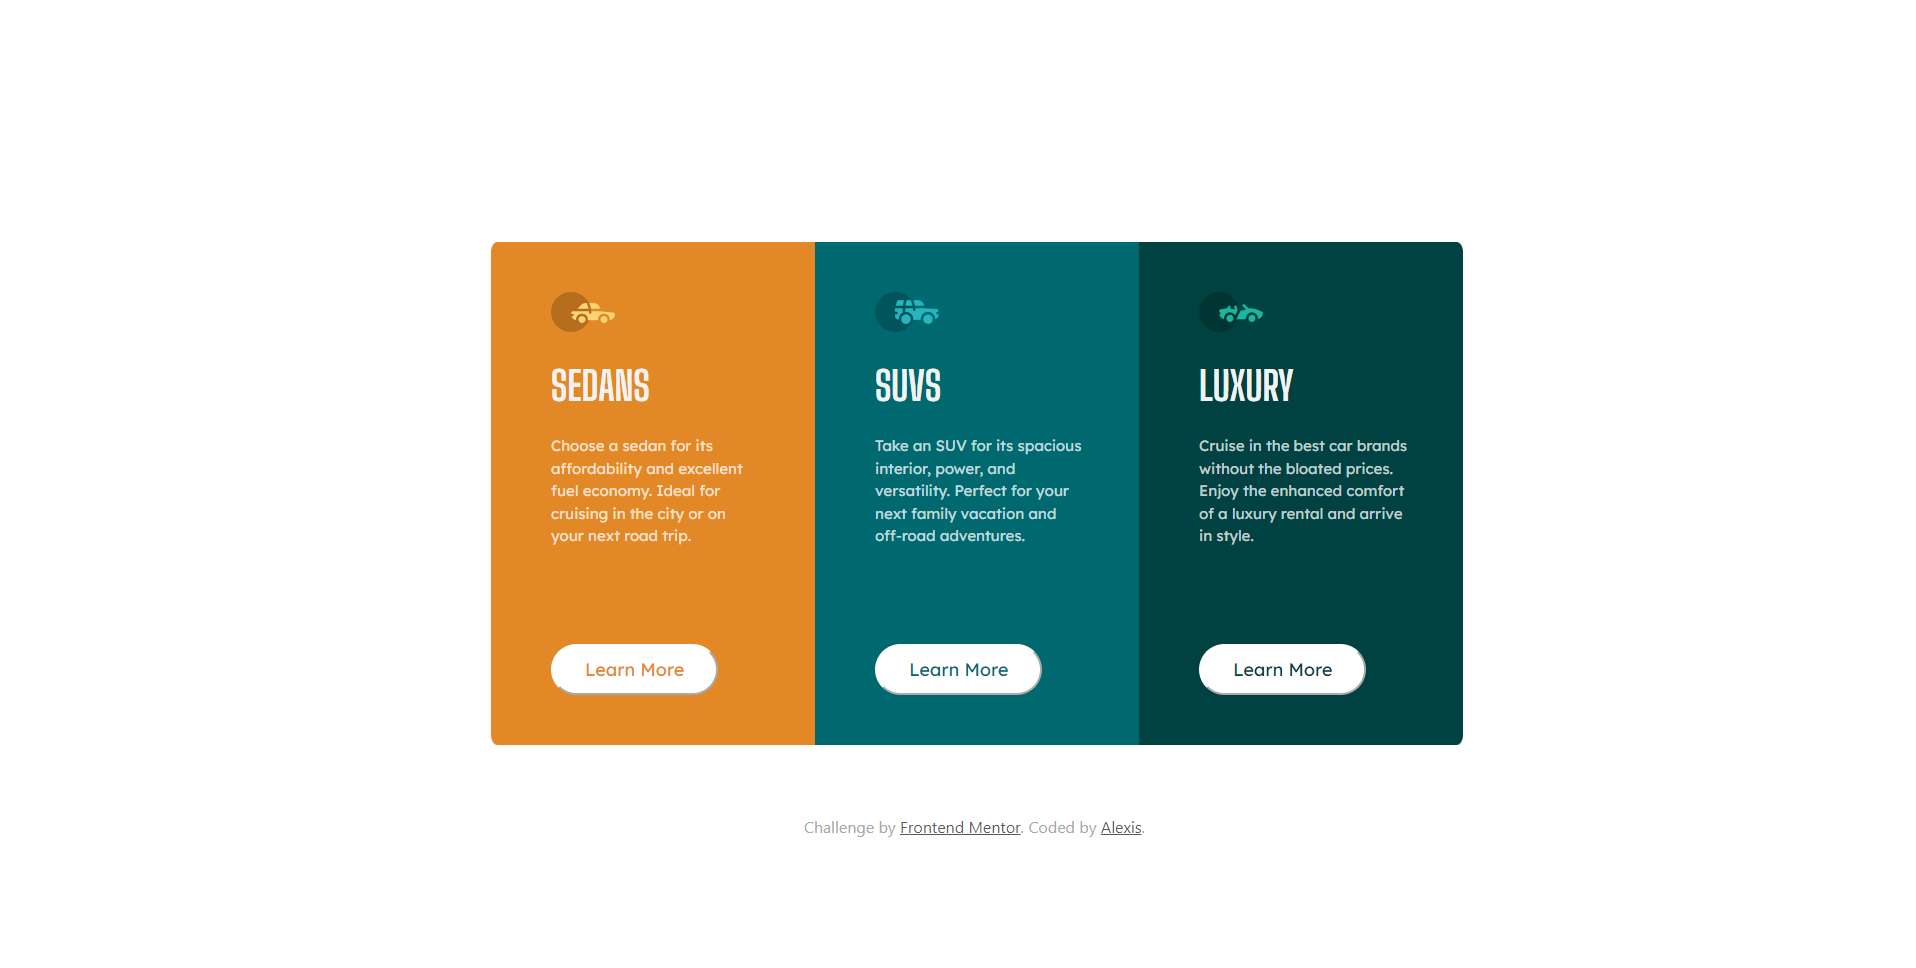 SEDANS
Choose a sedan for its
affordability and excellent
fuel economy. Ideal for
cruising in the city or on
your next road trip.
Learn More
SUVS
Take an SUV for its spacious
interior, power, and
versatility. Perfect for your
next family vacation and
off-road adventures.
Learn More
LUXURY
Cruise in the best car brands
without the bloated prices.
Enjoy the enhanced comfort
of a luxury rental and arrive
in style.
Learn More
Challenge by Frontend Mentor. Coded by Alexis.